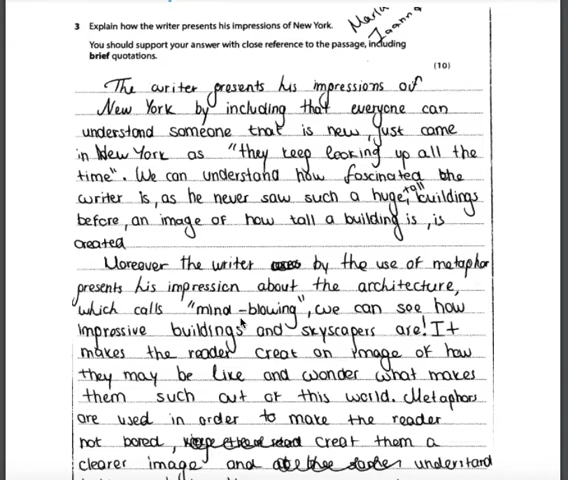 3 Explain how the writer presents his impressions of New York.
Maria
Ioanna
You should support your answer with close reference to the passage, including
brief quotations.
(10)
The writer presents his impressions of
New York by including that everyone can
understand someone that is new, just came
in New York as "they keep looking up all the
time". We can understand how fascinated the
writer is, as he never saw such a huge, tall buildings
before, an image of how tall a building is, is
created
Moreover the writer by the use of metaphor
presents his impression about the architecture,
which calls "mind-blowing", we can see how
impressive buildings and skyscapers are! It
makes the reader creat an image of how
they may be like and wonder what makes
them such out of this world. Metaphors
are used in order to make the reader
not bored, creat them a
clearer image and understand